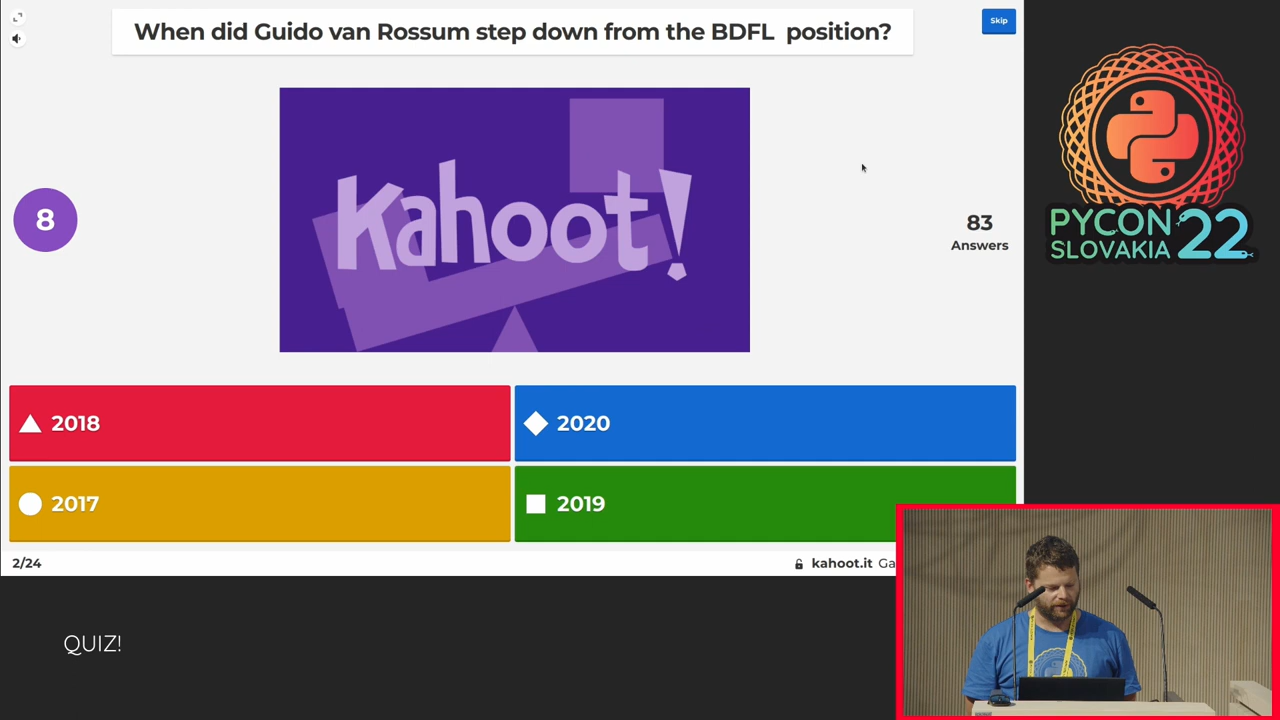 When did Guido van Rossum step down from the BDFL position?
Skip
8
Kahoot!
83
Answers
2018
2020
2017
2019
2/24
kahoot.it Ga
QUIZ!
PYCON
SLOVAKIA
22